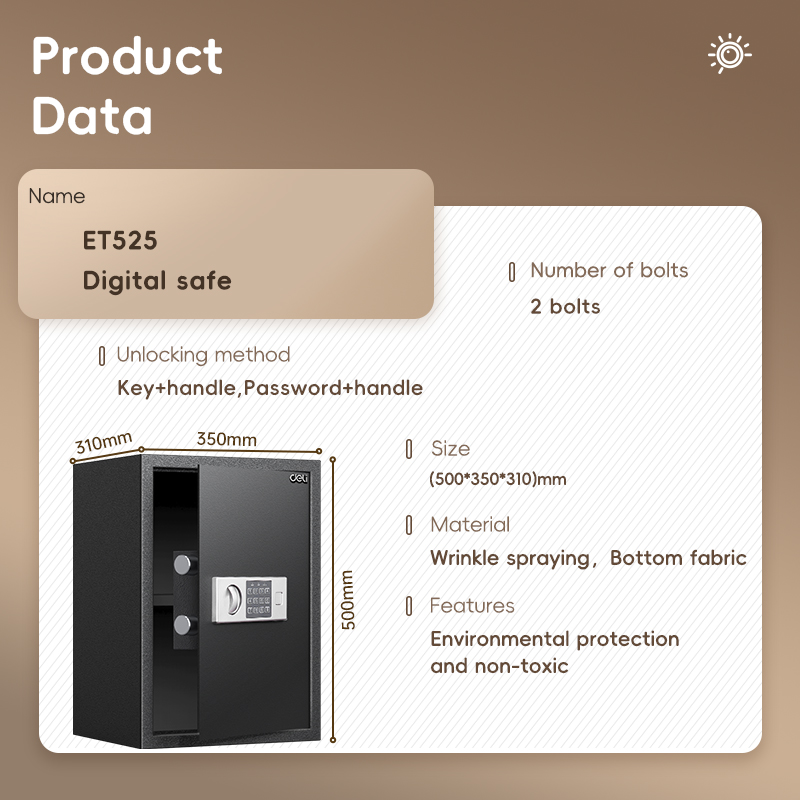 Product
Data
Name
ET525
Digital safe
Number of bolts
2 bolts
Unlocking method
Key+handle,Password+handle
310mm
350mm
500mm
deli
Size
(500*350*310)mm
Material
Wrinkle spraying, Bottom fabric
Features
Environmental protection
and non-toxic